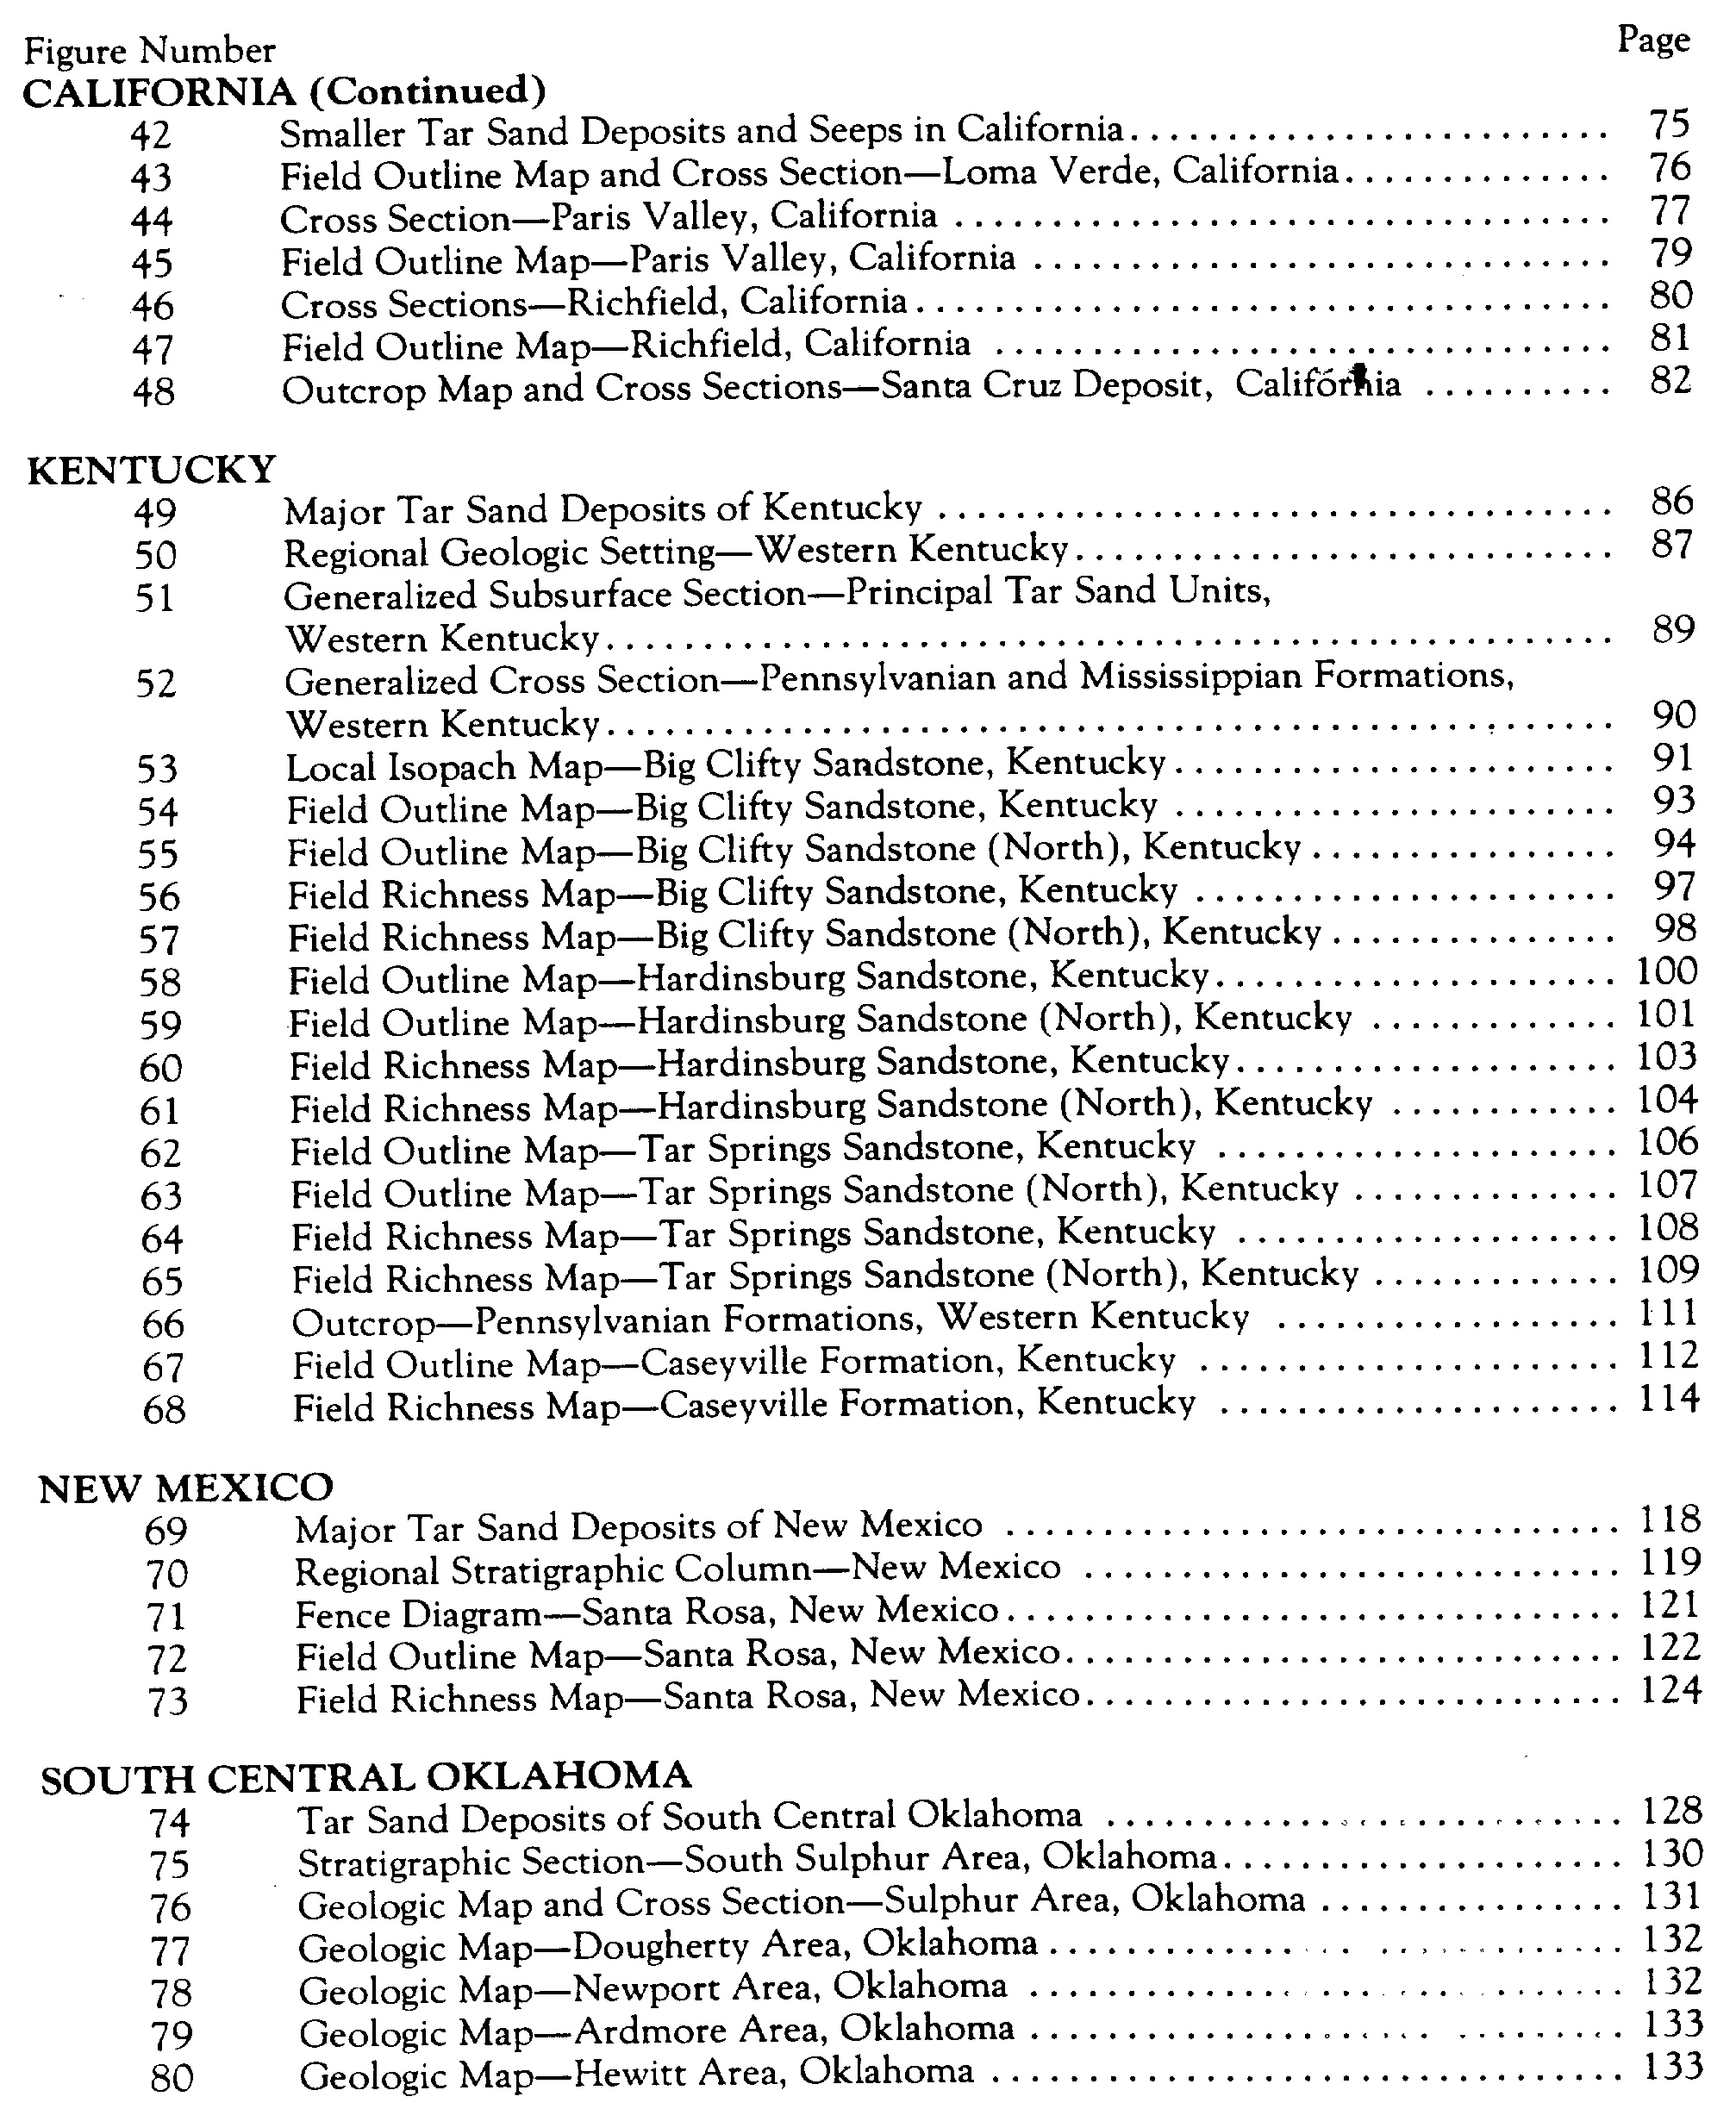 Figure Number Page
CALIFORNIA (Continued)
42 Smaller Tar Sand Deposits and Seeps in California. . . . . . . . . . . . . . . . . . . . . . . . . 75
43 Field Outline Map and Cross Section—Loma Verde, California. . . . . . . . . . . . . . 76
44 Cross Section—Paris Valley, California . . . . . . . . . . . . . . . . . . . . . . . . . . . . . . . . . . 77
45 Field Outline Map—Paris Valley, California . . . . . . . . . . . . . . . . . . . . . . . . . . . . . . 79
46 Cross Sections—Richfield, California. . . . . . . . . . . . . . . . . . . . . . . . . . . . . . . . . . . . 80
47 Field Outline Map—Richfield, California . . . . . . . . . . . . . . . . . . . . . . . . . . . . . . . . 81
48 Outcrop Map and Cross Sections—Santa Cruz Deposit, California . . . . . . . . . . 82
KENTUCKY
49 Major Tar Sand Deposits of Kentucky . . . . . . . . . . . . . . . . . . . . . . . . . . . . . . . . . . . 86
50 Regional Geologic Setting—Western Kentucky. . . . . . . . . . . . . . . . . . . . . . . . . . . . 87
51 Generalized Subsurface Section—Principal Tar Sand Units,
Western Kentucky. . . . . . . . . . . . . . . . . . . . . . . . . . . . . . . . . . . . . . . . . . . . . . . . . . . . 89
52 Generalized Cross Section—Pennsylvanian and Mississippian Formations,
Western Kentucky. . . . . . . . . . . . . . . . . . . . . . . . . . . . . . . . . . . . . . . . . . . . . . . . . . . . 90
53 Local Isopach Map—Big Clifty Sandstone, Kentucky. . . . . . . . . . . . . . . . . . . . . . . 91
54 Field Outline Map—Big Clifty Sandstone, Kentucky . . . . . . . . . . . . . . . . . . . . . . . 93
55 Field Outline Map—Big Clifty Sandstone (North), Kentucky . . . . . . . . . . . . . . . . 94
56 Field Richness Map—Big Clifty Sandstone, Kentucky . . . . . . . . . . . . . . . . . . . . . . 97
57 Field Richness Map—Big Clifty Sandstone (North), Kentucky . . . . . . . . . . . . . . . 98
58 Field Outline Map—Hardinsburg Sandstone, Kentucky. . . . . . . . . . . . . . . . . . . . . 100
59 Field Outline Map—Hardinsburg Sandstone (North), Kentucky . . . . . . . . . . . . . 101
60 Field Richness Map—Hardinsburg Sandstone, Kentucky. . . . . . . . . . . . . . . . . . . . 103
61 Field Richness Map—Hardinsburg Sandstone (North), Kentucky . . . . . . . . . . . . 104
62 Field Outline Map—Tar Springs Sandstone, Kentucky . . . . . . . . . . . . . . . . . . . . . 106
63 Field Outline Map—Tar Springs Sandstone (North), Kentucky . . . . . . . . . . . . . . 107
64 Field Richness Map—Tar Springs Sandstone, Kentucky . . . . . . . . . . . . . . . . . . . . 108
65 Field Richness Map—Tar Springs Sandstone (North), Kentucky . . . . . . . . . . . . . 109
66 Outcrop—Pennsylvanian Formations, Western Kentucky . . . . . . . . . . . . . . . . . . 111
67 Field Outline Map—Caseyville Formation, Kentucky . . . . . . . . . . . . . . . . . . . . . . 112
68 Field Richness Map—Caseyville Formation, Kentucky . . . . . . . . . . . . . . . . . . . . . 114
NEW MEXICO
69 Major Tar Sand Deposits of New Mexico . . . . . . . . . . . . . . . . . . . . . . . . . . . . . . . . 118
70 Regional Stratigraphic Column—New Mexico . . . . . . . . . . . . . . . . . . . . . . . . . . . . 119
71 Fence Diagram—Santa Rosa, New Mexico. . . . . . . . . . . . . . . . . . . . . . . . . . . . . . . . 121
72 Field Outline Map—Santa Rosa, New Mexico. . . . . . . . . . . . . . . . . . . . . . . . . . . . . 122
73 Field Richness Map—Santa Rosa, New Mexico. . . . . . . . . . . . . . . . . . . . . . . . . . . . 124
SOUTH CENTRAL OKLAHOMA
74 Tar Sand Deposits of South Central Oklahoma . . . . . . . . . . . . . . . . . . . . . . . . . . . 128
75 Stratigraphic Section—South Sulphur Area, Oklahoma. . . . . . . . . . . . . . . . . . . . . 130
76 Geologic Map and Cross Section—Sulphur Area, Oklahoma . . . . . . . . . . . . . . . . 131
77 Geologic Map—Dougherty Area, Oklahoma . . . . . . . . . . . . . . . . . . . . . . . . . . . . . 132
78 Geologic Map—Newport Area, Oklahoma . . . . . . . . . . . . . . . . . . . . . . . . . . . . . . 132
79 Geologic Map—Ardmore Area, Oklahoma . . . . . . . . . . . . . . . . . . . . . . . . . . . . . . 133
80 Geologic Map—Hewitt Area, Oklahoma . . . . . . . . . . . . . . . . . . . . . . . . . . . . . . . . . 133